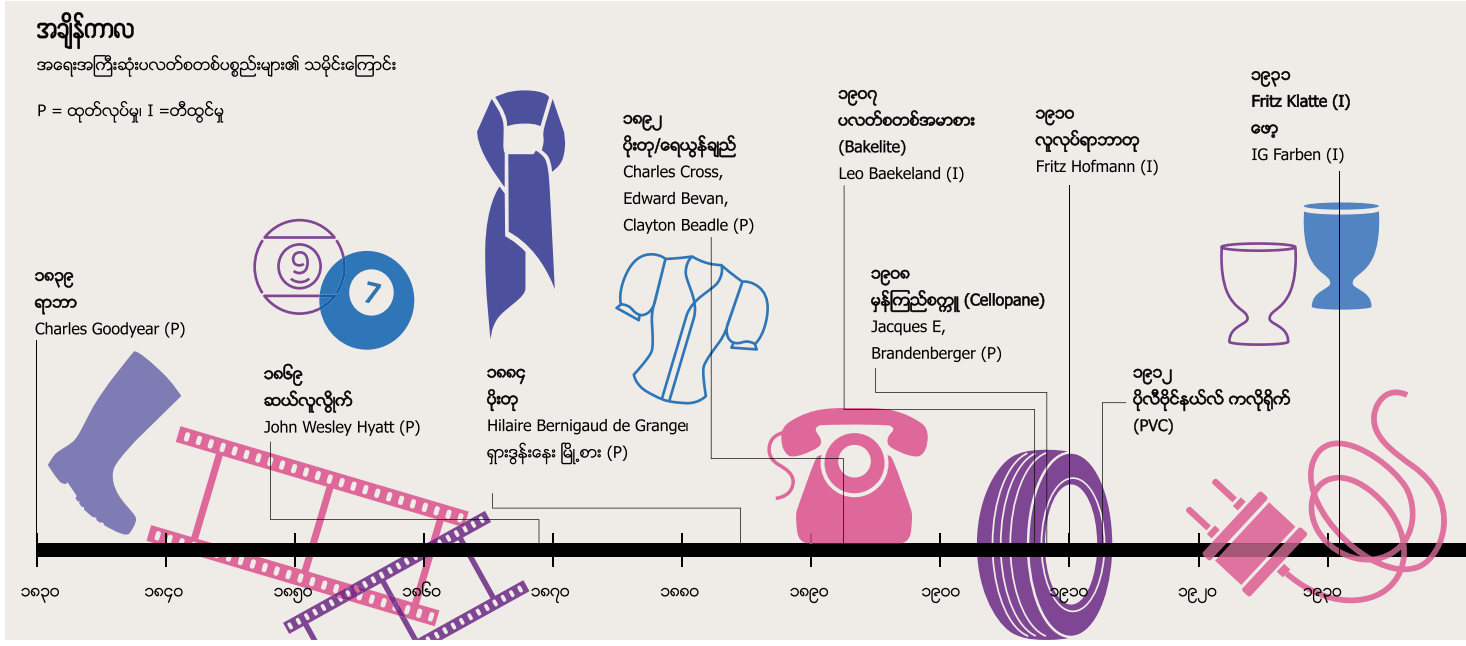 အချိန်ကာလ
အရေးအကြီးဆုံးပလတ်စတစ်ပစ္စည်းများ၏ သမိုင်းကြောင်း
P = ထုတ်လုပ်မှု၊ I =တီထွင်မှု
၁၈၃၉
ရာဘာ
Charles Goodyear (P)
9
7
၁၈၆၉
ဆယ်လူလွိုက်
John Wesley Hyatt (P)
၁၈၈၄
ပိုးတု
Hilaire Bernigaud de Grange
ရှားဒွန်းနေး မြို့စား (P)
၁၈၉၂
ပိုးတု/ရေယွန်ချည်
Charles Cross,
Edward Bevan,
Clayton Beadle (P)
၁၉၀၇
ပလတ်စတစ်အမာစား
(Bakelite)
Leo Baekeland (I)
၁၉၀၈
မှန်ကြည်စက္ကူ (Cellopane)
Jacques E,
Brandenberger (P)
၁၉၁၀
လူလုပ်ရာဘာတု
Fritz Hofmann (I)
၁၉၁၂
ပိုလီဗိုင်နယ်လ် ကလိုရိုက်
(PVC)
၁၉၃၁
Fritz Klatte (I)
ဖော့
IG Farben (I)
၁၈၃၀ ၁၈၄၀ ၁၈၅၀ ၁၈၆၀ ၁၈၇၀ ၁၈၈၀ ၁၈၉၀ ၁၉၀၀ ၁၉၁၀ ၁၉၂၀ ၁၉၃၀